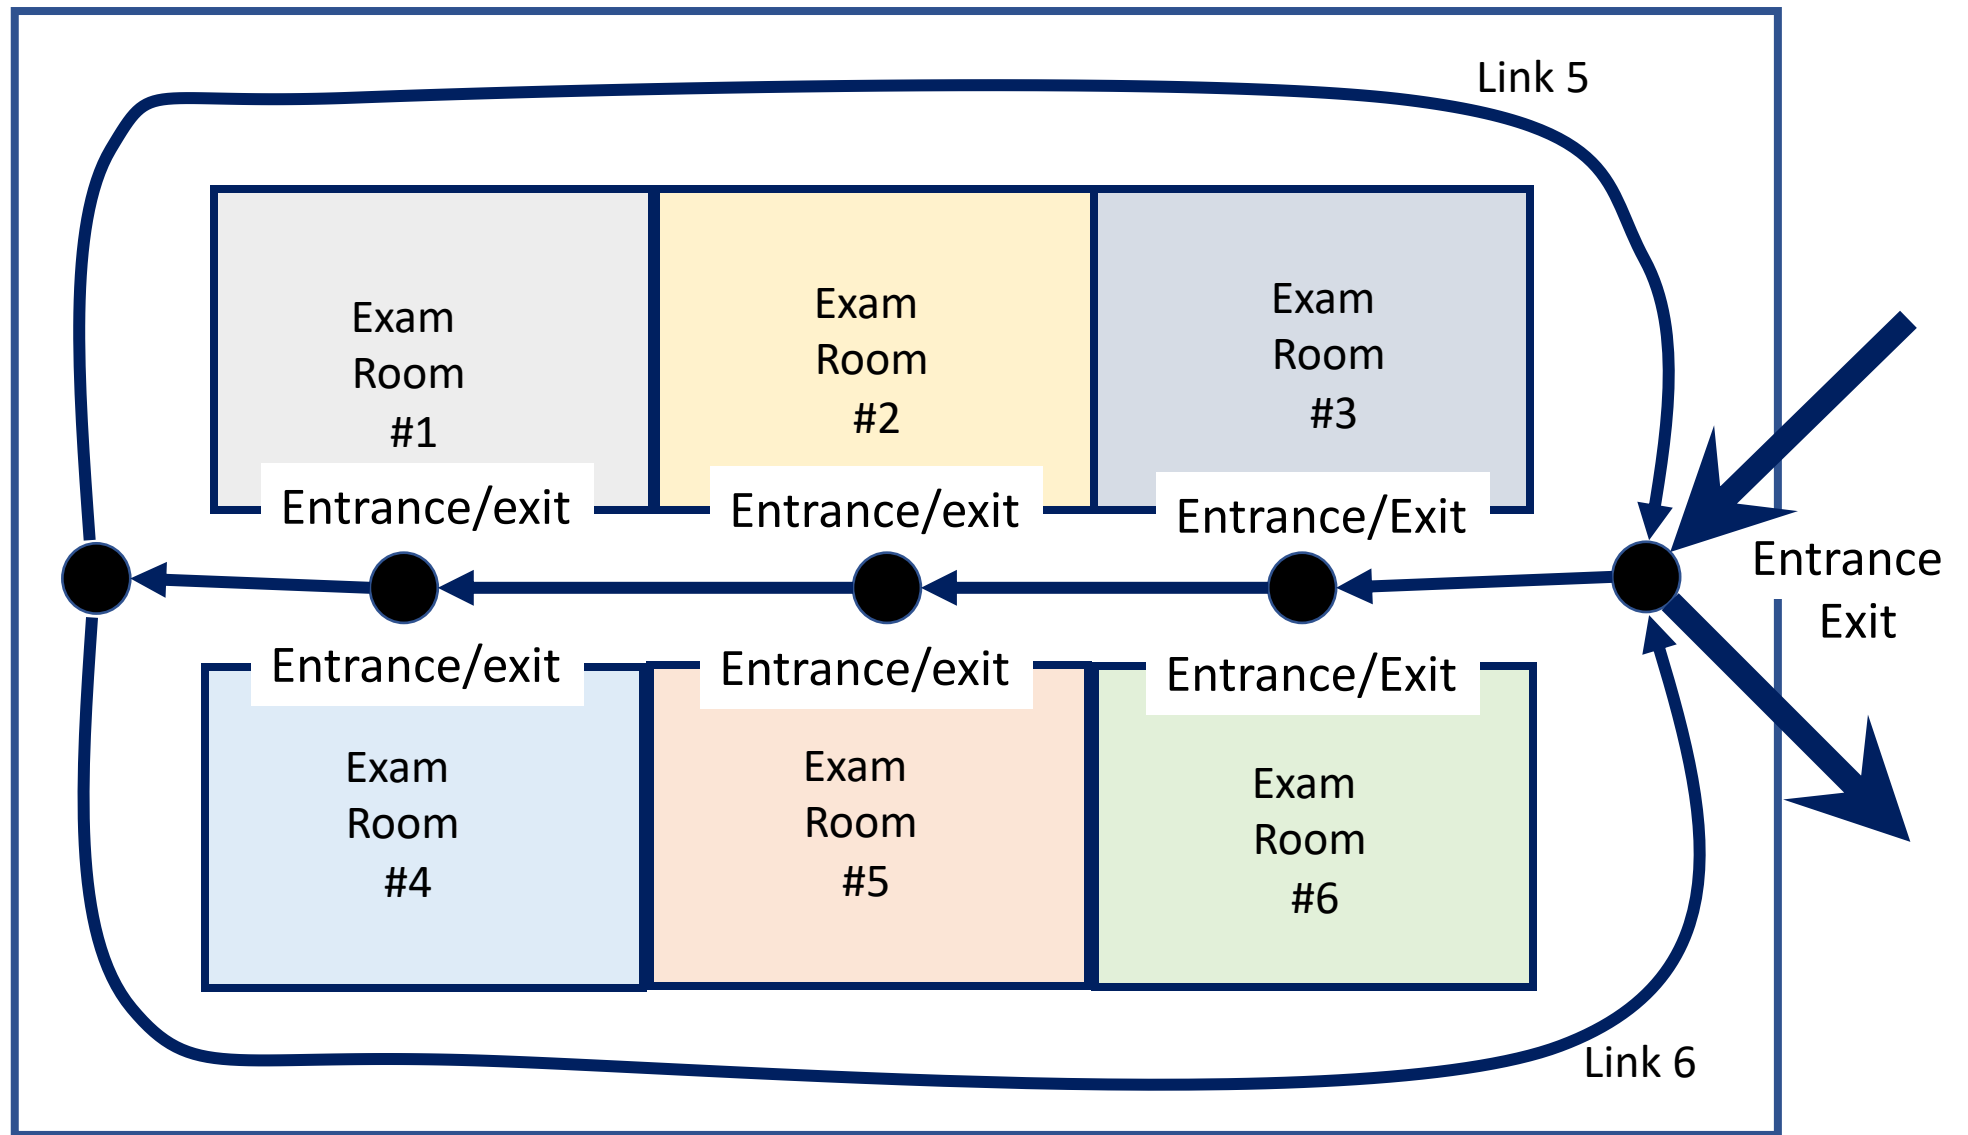 Link 5
Exam
Room
#1
Exam
Room
#2
Exam
Room
#3
Entrance/exit
Entrance/exit
Entrance/Exit
Entrance
Exit
Entrance/exit
Entrance/exit
Entrance/Exit
Exam
Room
#4
Exam
Room
#5
Exam
Room
#6
Link 6